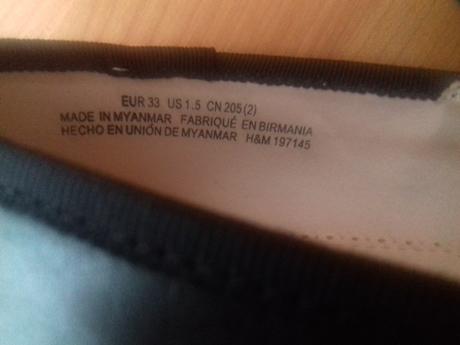 EUR 33 US 1.5 CN 205(2)
MADE IN MYANMAR FABRIQUÉ EN BIRMANIA
HECHO EN UNIÓN DE MYANMAR H&M 197145